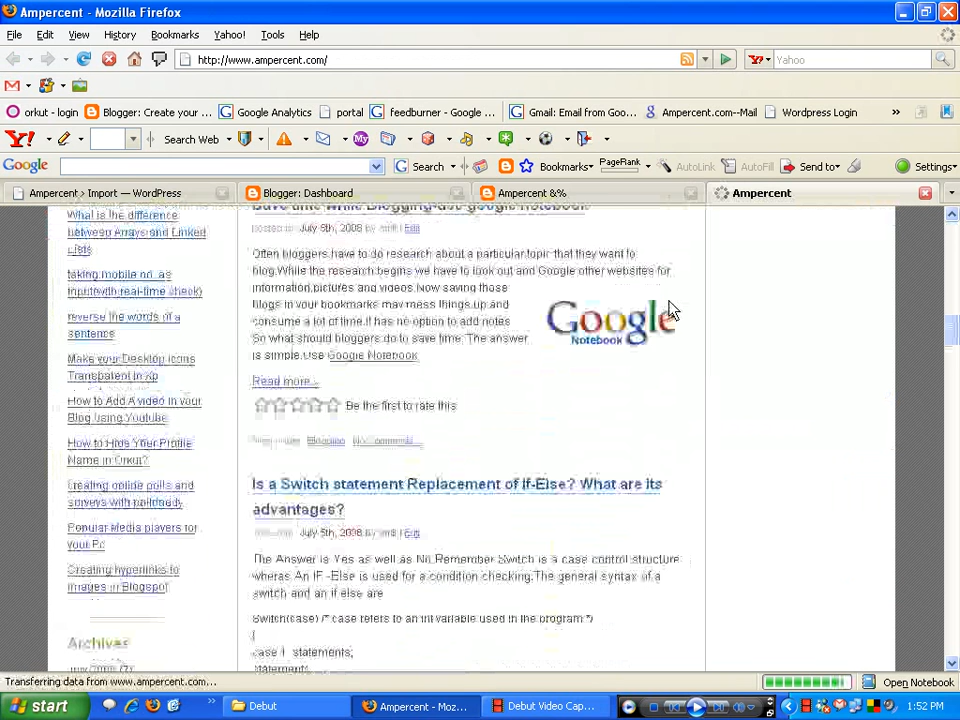 Ampercent - Mozilla Firefox
File Edit View History Bookmarks Yahoo! Tools Help
http://www.ampercent.com/
Yahoo
orkut - login Blogger: Create your ... Google Analytics portal feedburner - Google ... Gmail: Email from Goo... Ampercent.com--Mail Wordpress Login »
Y! Search Web My
Google Search Bookmarks PageRank AutoLink AutoFill Send to Settings
Ampercent › Import — WordPress Blogger: Dashboard Ampercent &% Ampercent
What is the difference
between Arrays and Linked
Lists
taking mobile no. as
input(with real-time check)
reverse the words of a
sentence
Make your Desktop Icons
Transparent in Xp
How to Add A video in your
Blog using Youtube
How to Hide Your Profile
Name in Orkut?
Creating online polls and
surveys with polldaddy
Popular Media players for
your Pc
Creating hyperlinks to
images in Blogspot
Archives
Save time While Blogging-use google Notebook
July 5th, 2008 by Edit
Often bloggers have to do research about a particular topic that they want to
blog.While the research begins we have to look out and Google other websites for
information,pictures and videos.Now saving those
blogs in your bookmarks may mess things up and
consume a lot of time.It has no option to add notes
So what should bloggers do to save time. The answer
is simple.Use Google Notebook
Google
Notebook
Read more...
Be the first to rate this
Is a Switch statement Replacement of If-Else? What are its
advantages?
July 5th, 2008 by Edit
The Answer is Yes as well as No.Remember Switch is a case control structure
wheras An IF -Else is used for a condition checking.The general syntax of a
switch and an if else are
Switch(case) /* case refers to an int variable used in the program*/
{
case 1 statements;
statements
Transferring data from www.ampercent.com... Open Notebook
start Debut Ampercent - Moz... Debut Video Cap... 1:52 PM